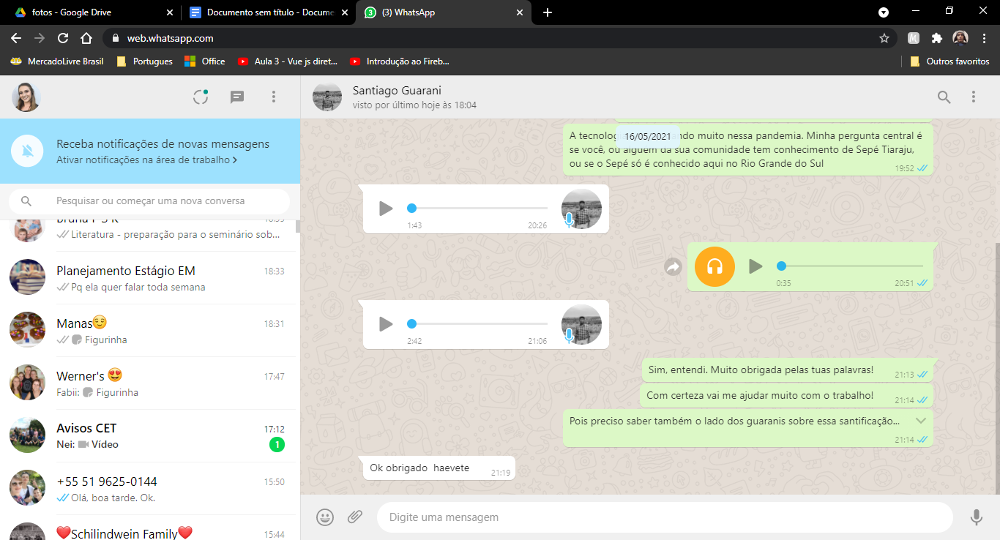 fotos - Google Drive
Documento sem título - Docume
(3) WhatsApp
web.whatsapp.com
MercadoLivre Brasil
Portugues
Office
Aula 3 - Vue js diret...
Introdução ao Fireb...
Outros favoritos
Receba notificações de novas mensagens
Ativar notificações na área de trabalho
Pesquisar ou começar uma nova conversa
Literatura - preparação para o seminário sob...
Planejamento Estágio EM 18:33
Pq ela quer falar toda semana
Manas😌 18:31
Figurinha
Werner's 😍 17:47
Fabii: Figurinha
Avisos CET 17:12
Nei: Vídeo 1
+55 51 9625-0144 15:50
Olá, boa tarde. Ok.
❤️Schilindwein Family❤️ 15:44
Santiago Guarani
visto por último hoje às 18:04
16/05/2021
A ndo muito nessa pandemia. Minha pergunta central é
se você, ou alguém da sua comunidade tem conhecimento de Sepé Tiaraju,
ou se o Sepé só é conhecido aqui no Rio Grande do Sul
19:52
1:43 20:26
0:35 20:51
2:42 21:06
Sim, entendi. Muito obrigada pelas tuas palavras! 21:13
Com certeza vai me ajudar muito com o trabalho! 21:14
Pois preciso saber também o lado dos guaranis sobre essa santificação...
21:14
Ok obrigado haevete 21:19
Digite uma mensagem